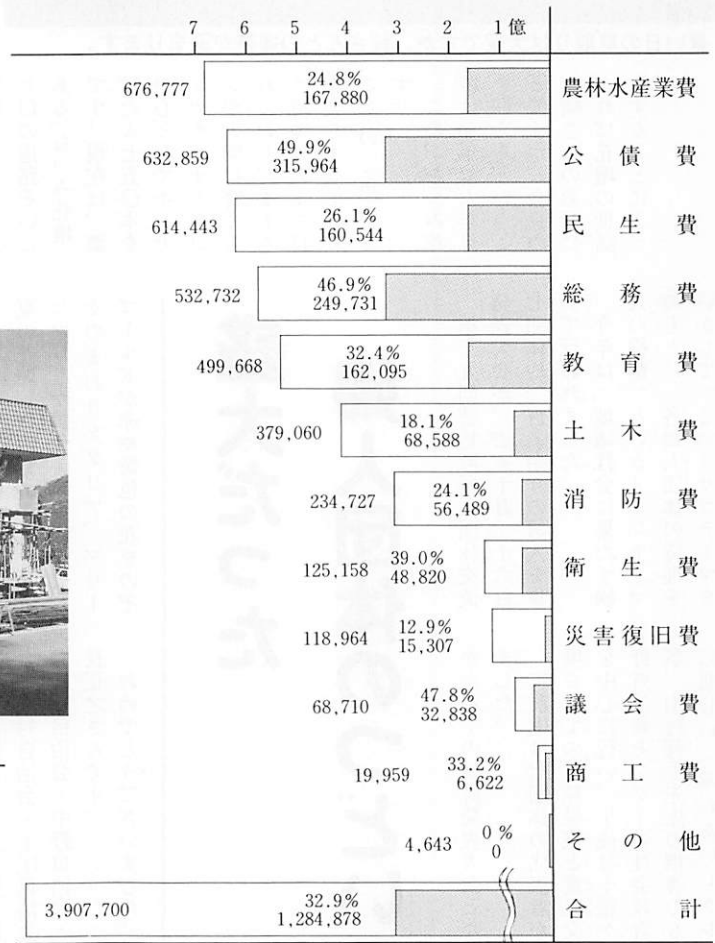 7 6 5 4 3 2 1億
676,777 24.8% 農林水産業費
167,880
632,859 49.9% 公債費
315,964
614,443 26.1% 民生費
160,544
532,732 46.9% 総務費
249,731
499,668 32.4% 教育費
162,095
379,060 18.1% 土木費
68,588
234,727 24.1% 消防費
56,489
125,158 39.0% 衛生費
48,820
118,964 12.9% 災害復旧費
15,307
68,710 47.8% 議会費
32,838
19,959 33.2% 商工費
6,622
4,643 0% その他
0
3,907,700 32.9% 合計
1,284,878